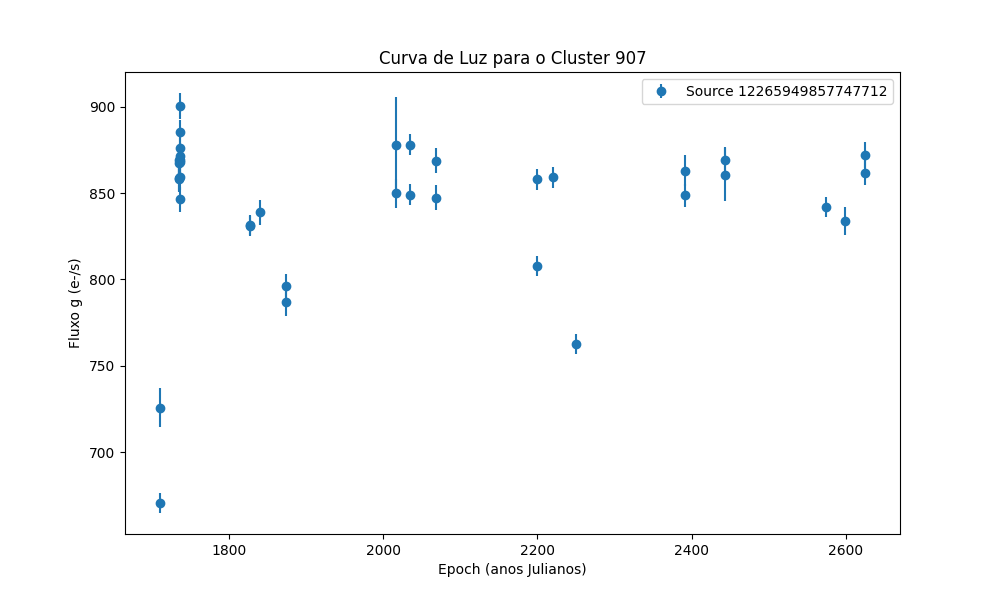 Curva de Luz para o Cluster 907
Source 12265949857747712
900
850
800
750
700
Fluxo g (e-/s)
1800 2000 2200 2400 2600
Epoch (anos Julianos)